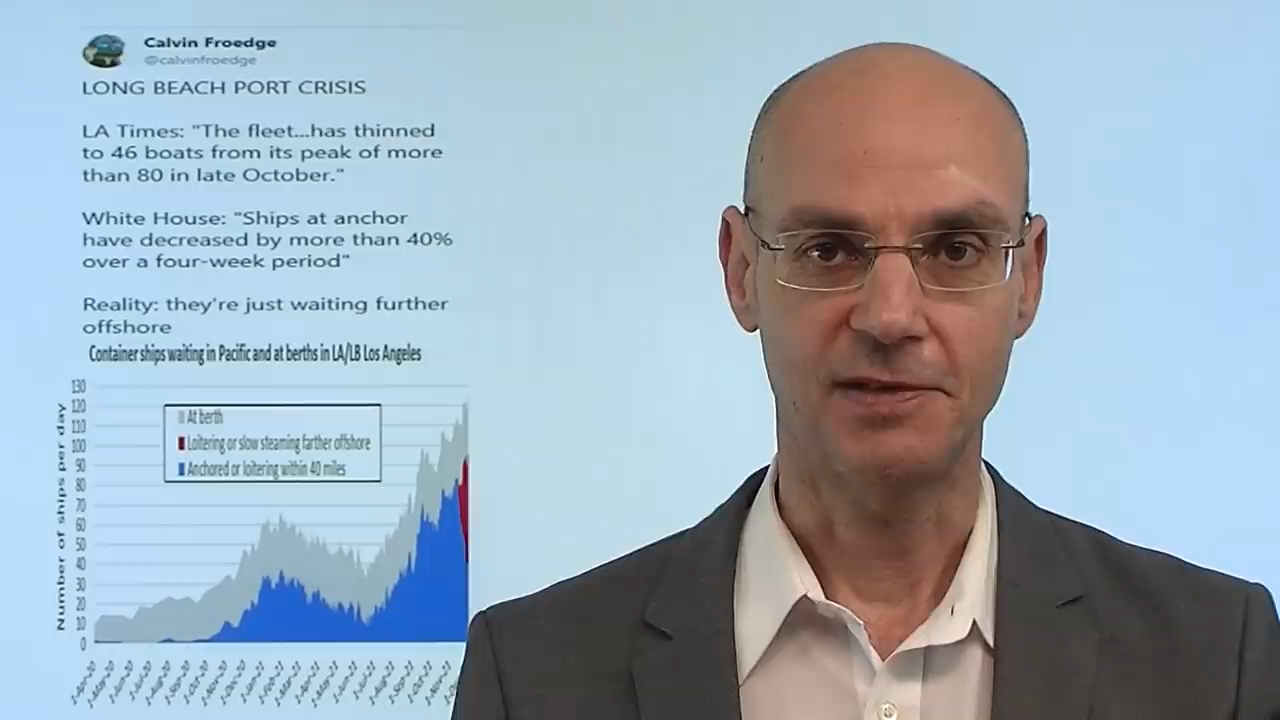 Calvin Froedge
@calvinfroedge
LONG BEACH PORT CRISIS
LA Times: "The fleet...has thinned
to 46 boats from its peak of more
than 80 in late October."
White House: "Ships at anchor
have decreased by more than 40%
over a four-week period"
Reality: they're just waiting further
offshore
Container ships waiting in Pacific and at berths in LA/LB Los Angeles
Number of ships per day
130
120
110
100
90
80
70
60
50
40
30
20
10
0
At berth
Loitering or slow steaming farther offshore
Anchored or loitering within 40 miles